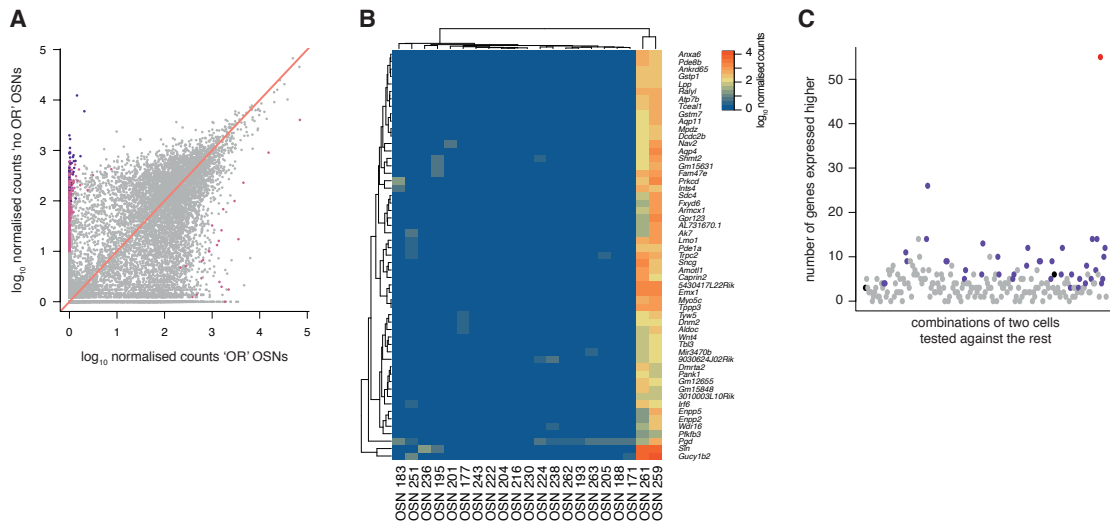 A
log10 normalised counts 'no OR' OSNs
5
4
3
2
1
0
0 1 2 3 4 5
log10 normalised counts 'OR' OSNs
B
log10 normalised counts
4
2
0
Anxa6
Pde8b
Ankrd65
Gstp1
Lpp
Ralyl
Atp7b
Tceal1
Gstm7
Aqp11
Mpdz
Dcdc2b
Nav2
Aqp4
Shmt2
Gm15631
Fam47e
Prkcd
Ints4
Sdc4
Fxyd6
Armcx1
Gpr123
AL731670.1
Ak7
Lmo1
Pde1a
Trpc2
Sncg
Amotl1
Caprin2
5430417L22Rik
Emx1
Myo5c
Tppp3
Tyw5
Dnm2
Aldoc
Wnt4
Tbl3
Mir3470b
9030624J02Rik
Dmrta2
Pank1
Gm12655
Gm15848
3010003L10Rik
Irf6
Enpp5
Enpp2
Wdr16
Pfkfb3
Pgd
Sln
Gucy1b2
OSN 183
OSN 251
OSN 236
OSN 195
OSN 201
OSN 177
OSN 243
OSN 222
OSN 204
OSN 216
OSN 230
OSN 224
OSN 238
OSN 262
OSN 193
OSN 263
OSN 205
OSN 188
OSN 171
OSN 261
OSN 259
C
number of genes expressed higher
50
40
30
20
10
0
combinations of two cells
tested against the rest